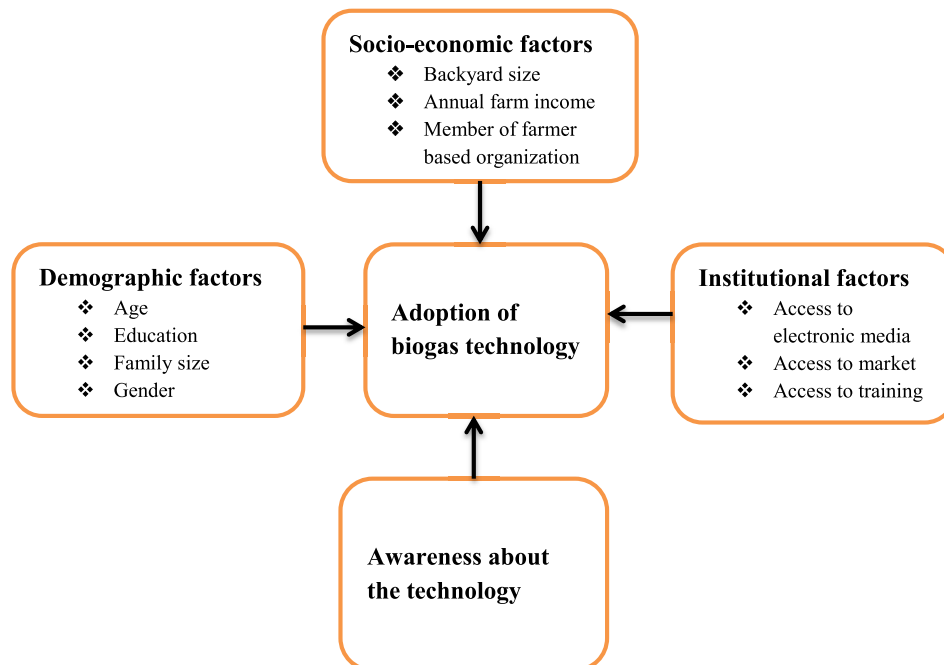 Socio-economic factors
❖ Backyard size
❖ Annual farm income
❖ Member of farmer
based organization
Demographic factors
❖ Age
❖ Education
❖ Family size
❖ Gender
Adoption of
biogas technology
Institutional factors
❖ Access to
electronic media
❖ Access to market
❖ Access to training
Awareness about
the technology